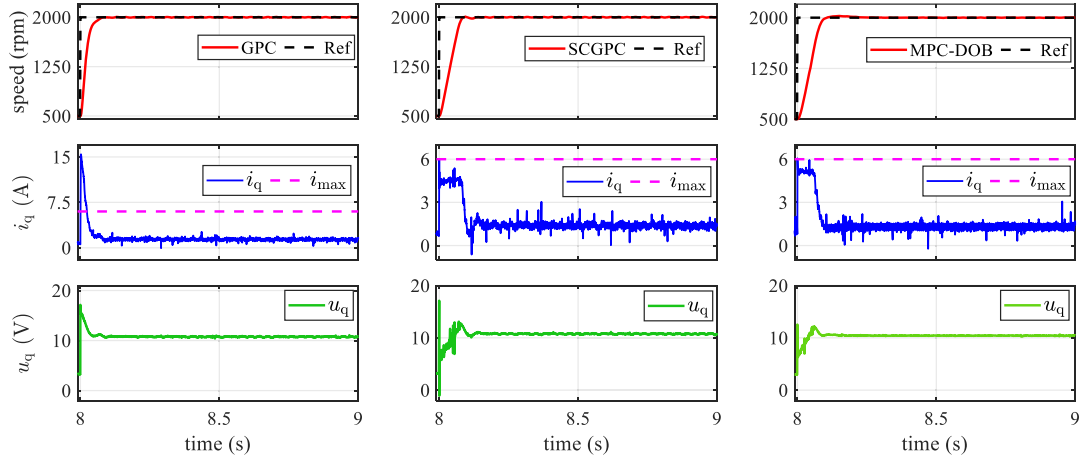 speed (rpm)
2000
1250
500
GPC Ref
2000
1250
500
SCGPC Ref
2000
1250
500
MPC-DOB Ref
i_q (A)
15
7.5
0
i_q i_max
6
3
0
i_q i_max
6
3
0
i_q i_max
u_q (V)
20
10
0
u_q
20
10
0
u_q
20
10
0
u_q
8 8.5 9
8 8.5 9
8 8.5 9
time (s)
time (s)
time (s)